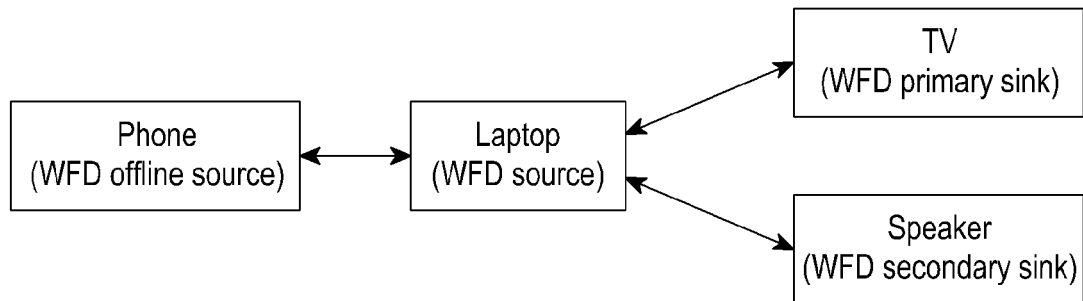 Phone
(WFD offline source)
Laptop
(WFD source)
TV
(WFD primary sink)
Speaker
(WFD secondary sink)